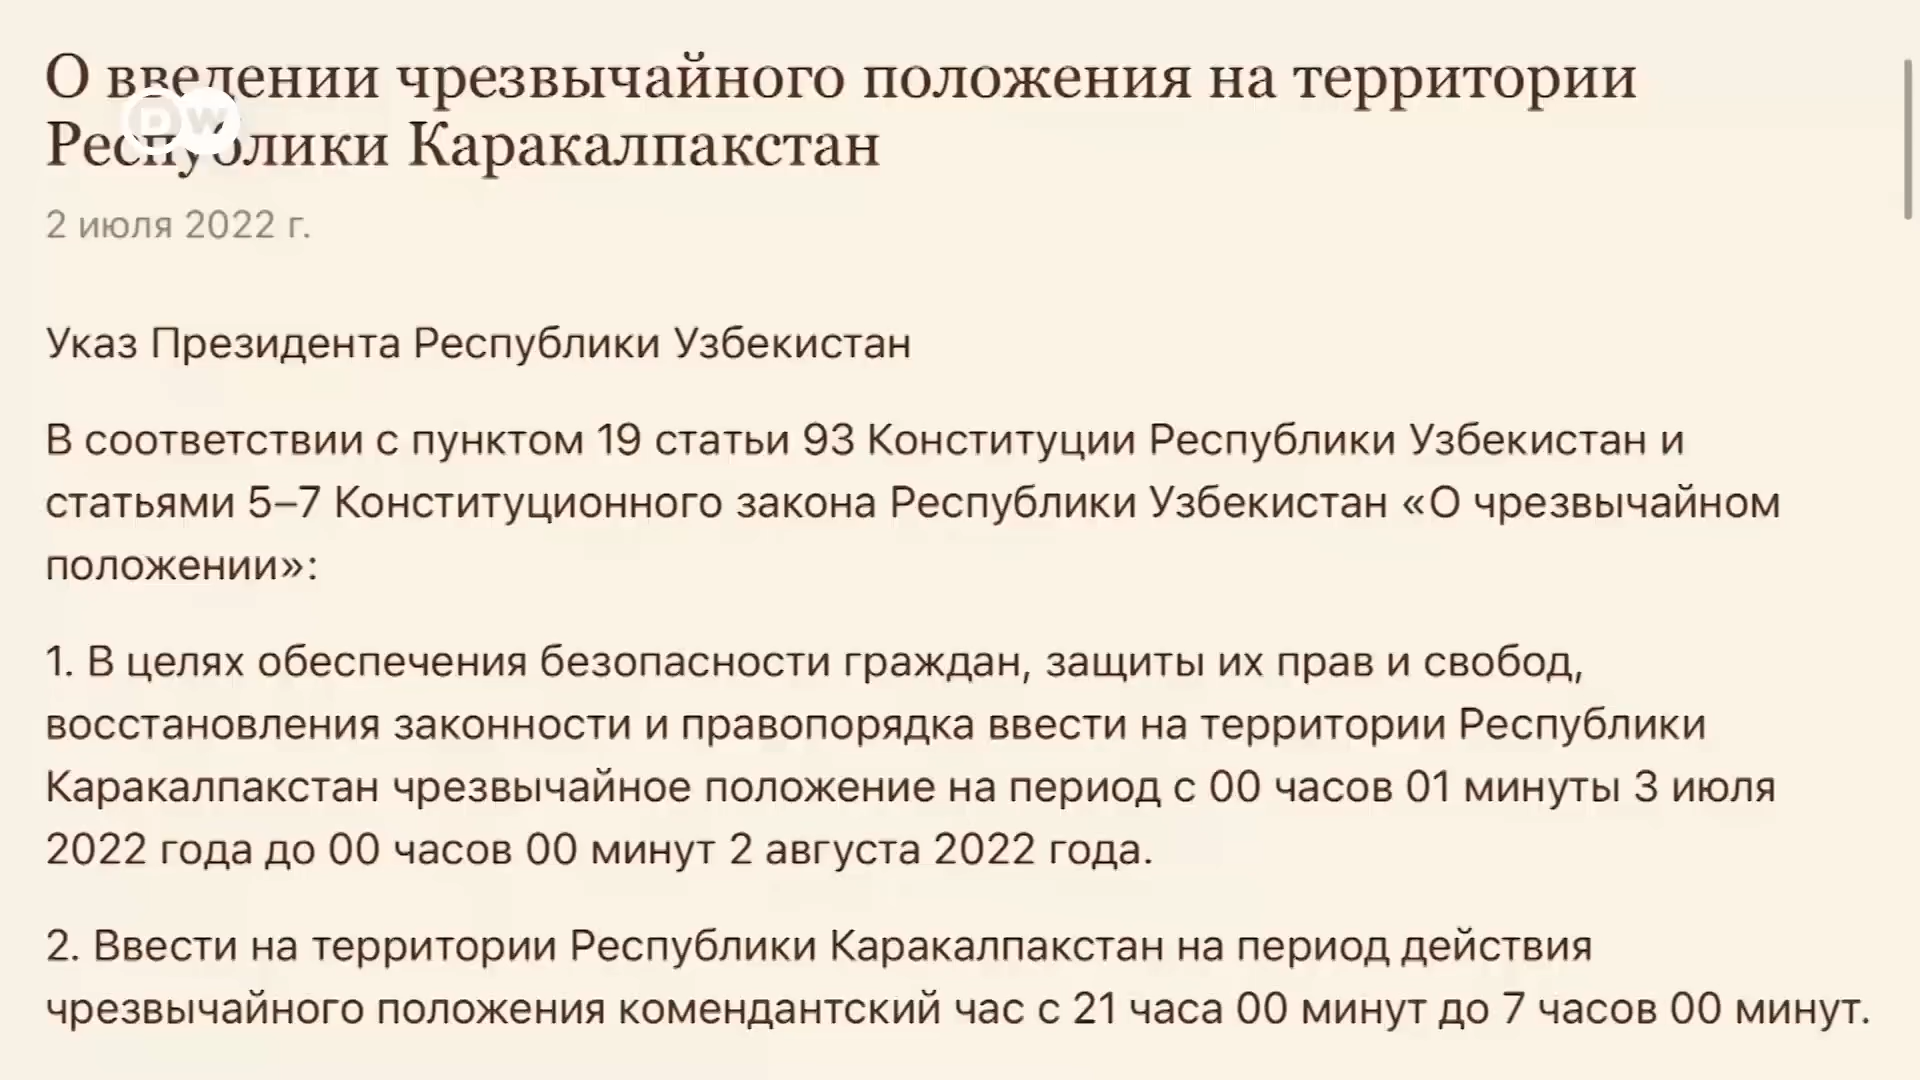 О введении чрезвычайного положения на территории
Республики Каракалпакстан
DW
2 июля 2022 г.
Указ Президента Республики Узбекистан
В соответствии с пунктом 19 статьи 93 Конституции Республики Узбекистан и
статьями 5–7 Конституционного закона Республики Узбекистан «О чрезвычайном
положении»:
1. В целях обеспечения безопасности граждан, защиты их прав и свобод,
восстановления законности и правопорядка ввести на территории Республики
Каракалпакстан чрезвычайное положение на период с 00 часов 01 минуты 3 июля
2022 года до 00 часов 00 минут 2 августа 2022 года.
2. Ввести на территории Республики Каракалпакстан на период действия
чрезвычайного положения комендантский час с 21 часа 00 минут до 7 часов 00 минут.